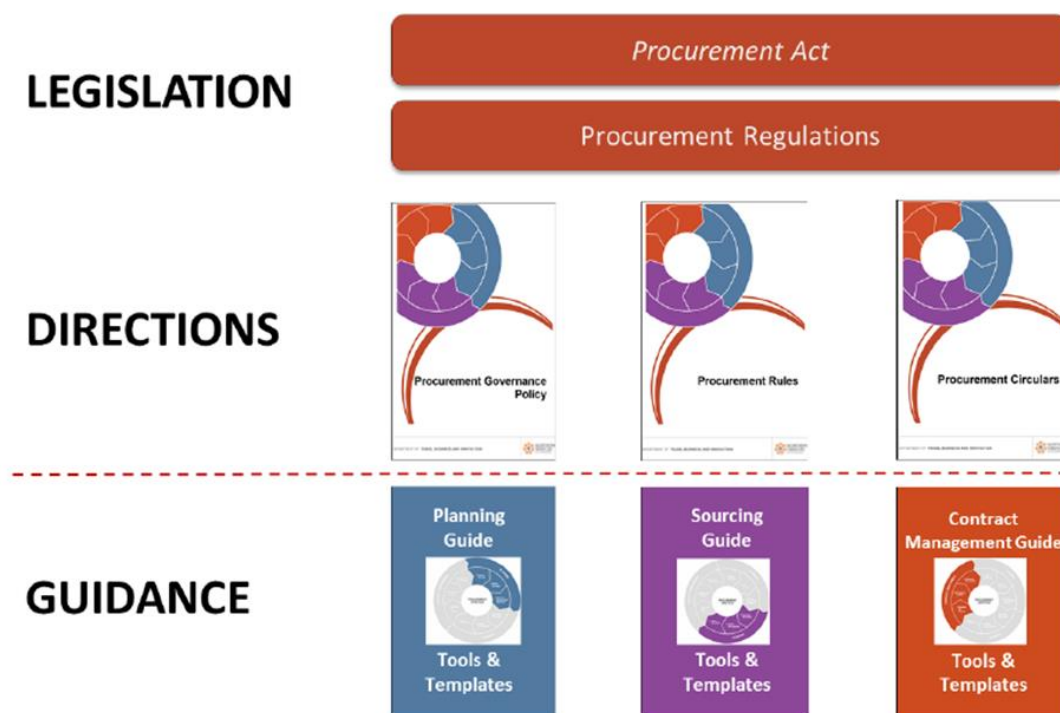 LEGISLATION
Procurement Act
Procurement Regulations
DIRECTIONS
Procurement Governance
Policy
Procurement Rules
Procurement Circulars
GUIDANCE
Planning
Guide
Tools &
Templates
Sourcing
Guide
Tools &
Templates
Contract
Management Guide
Tools &
Templates